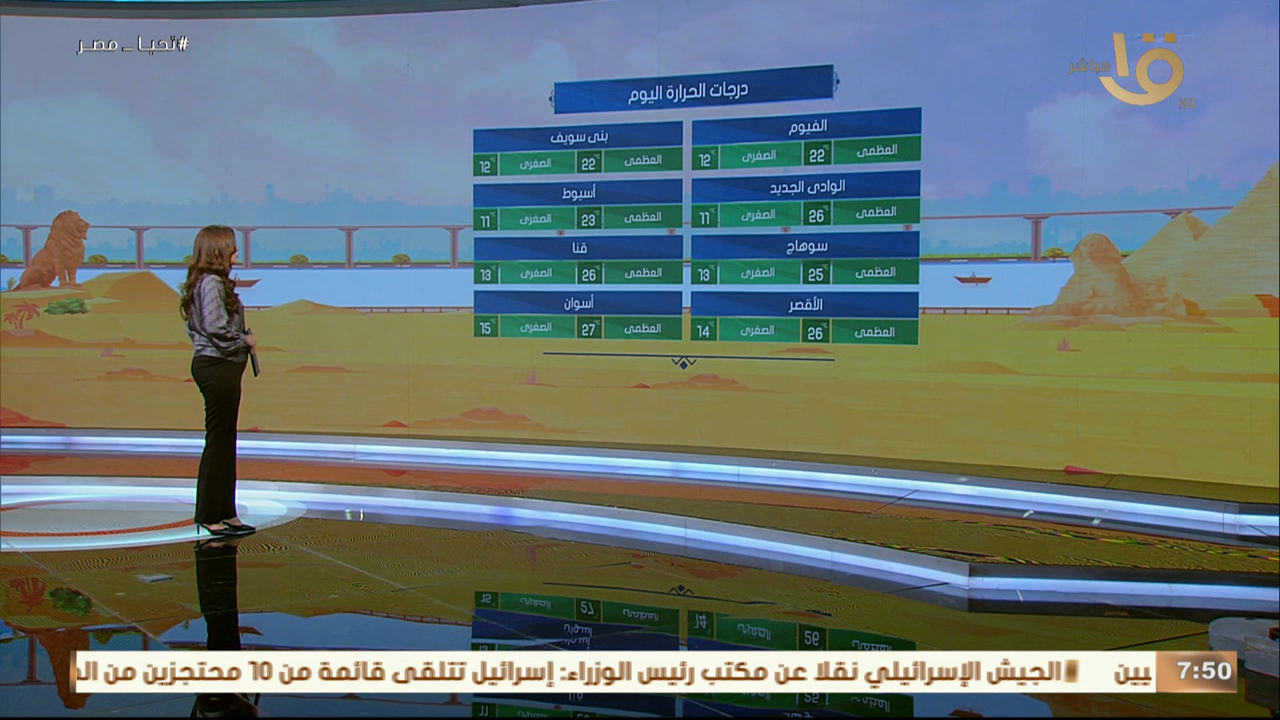 #تحيا_مصر
مباشر
HD
درجات الحرارة اليوم
الفيوم
العظمى 22 الصغرى 12
بنى سويف
العظمى 22 الصغرى 12
الوادى الجديد
العظمى 26 الصغرى 11
أسيوط
العظمى 23 الصغرى 11
سوهاج
العظمى 25 الصغرى 13
قنا
العظمى 26 الصغرى 13
الأقصر
العظمى 26 الصغرى 14
أسوان
العظمى 27 الصغرى 15
7:50
الجيش الإسرائيلي نقلا عن مكتب رئيس الوزراء: إسرائيل تتلقى قائمة من 10 محتجزين من